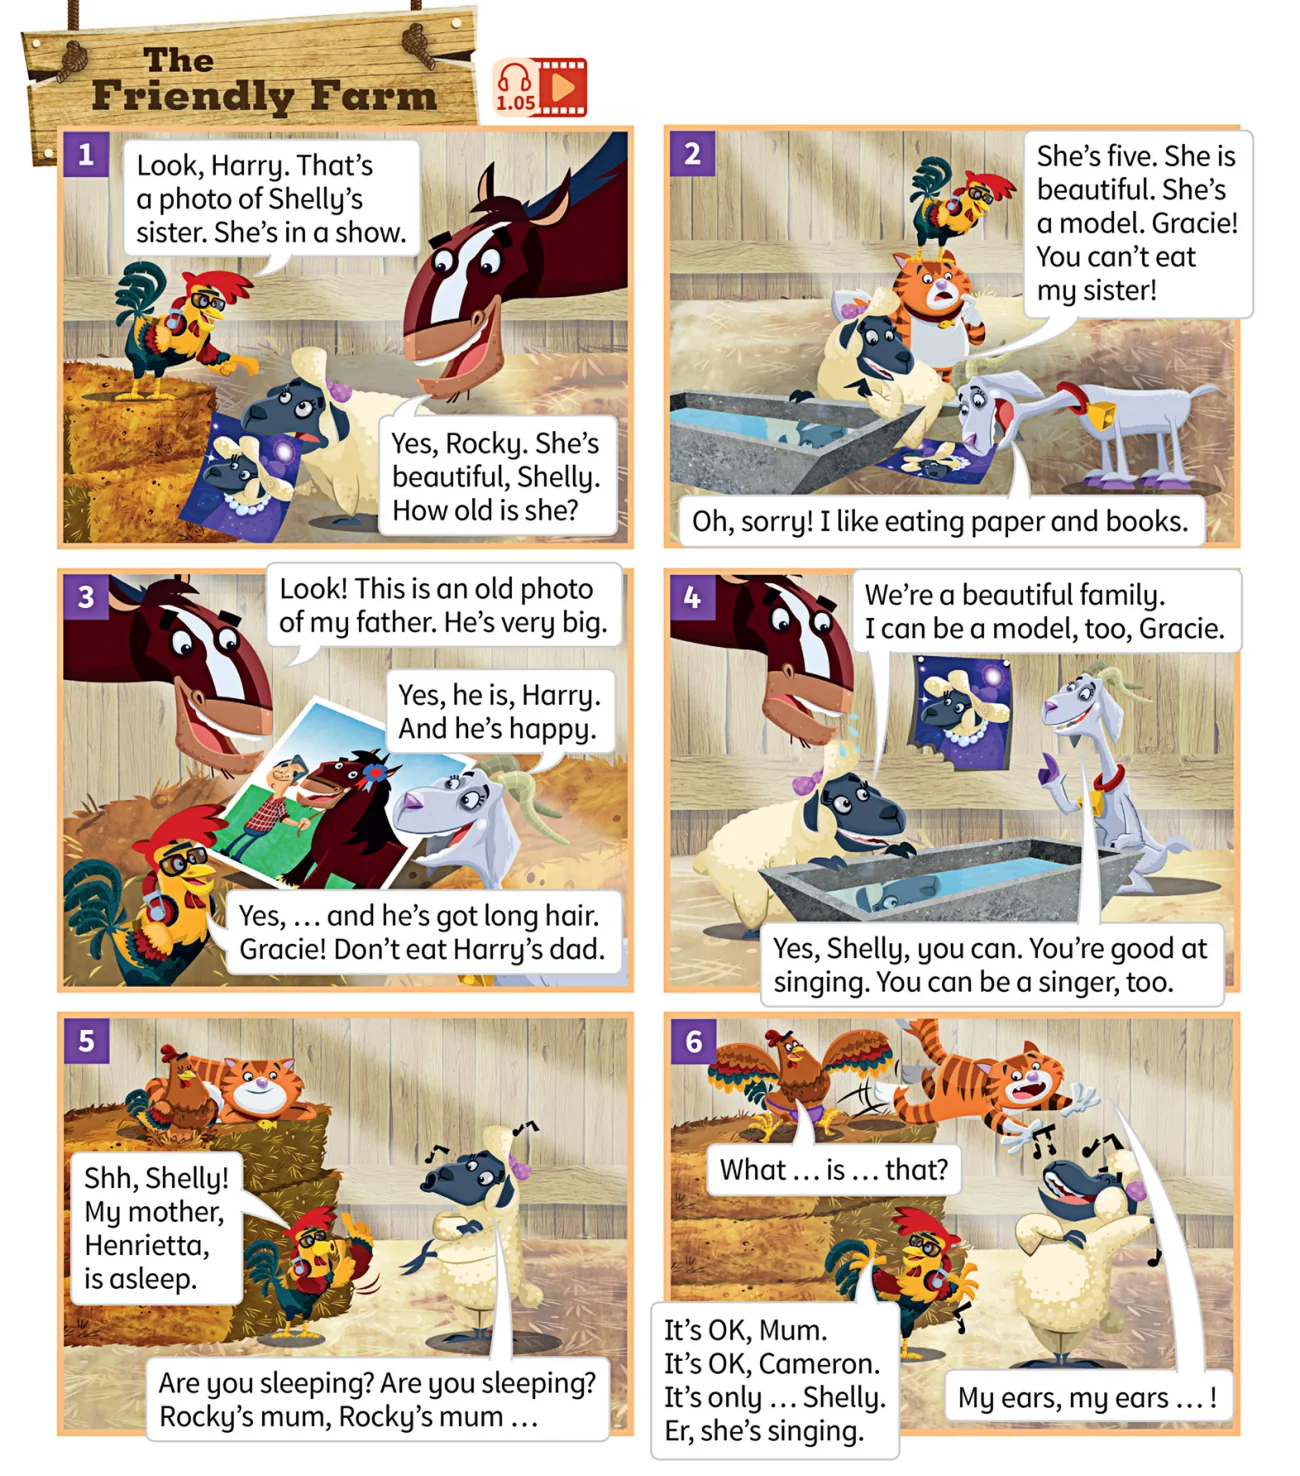 The
Friendly Farm
1.05
1
Look, Harry. That's
a photo of Shelly's
sister. She's in a show.
Yes, Rocky. She's
beautiful, Shelly.
How old is she?
2
She's five. She is
beautiful. She's
a model. Gracie!
You can't eat
my sister!
Oh, sorry! I like eating paper and books.
3
Look! This is an old photo
of my father. He's very big.
Yes, he is, Harry.
And he's happy.
Yes, … and he's got long hair.
Gracie! Don't eat Harry's dad.
4
We're a beautiful family.
I can be a model, too, Gracie.
Yes, Shelly, you can. You're good at
singing. You can be a singer, too.
5
Shh, Shelly!
My mother,
Henrietta,
is asleep.
Are you sleeping? Are you sleeping?
Rocky's mum, Rocky's mum …
6
What … is … that?
It's OK, Mum.
It's OK, Cameron.
It's only … Shelly.
Er, she's singing.
My ears, my ears … !